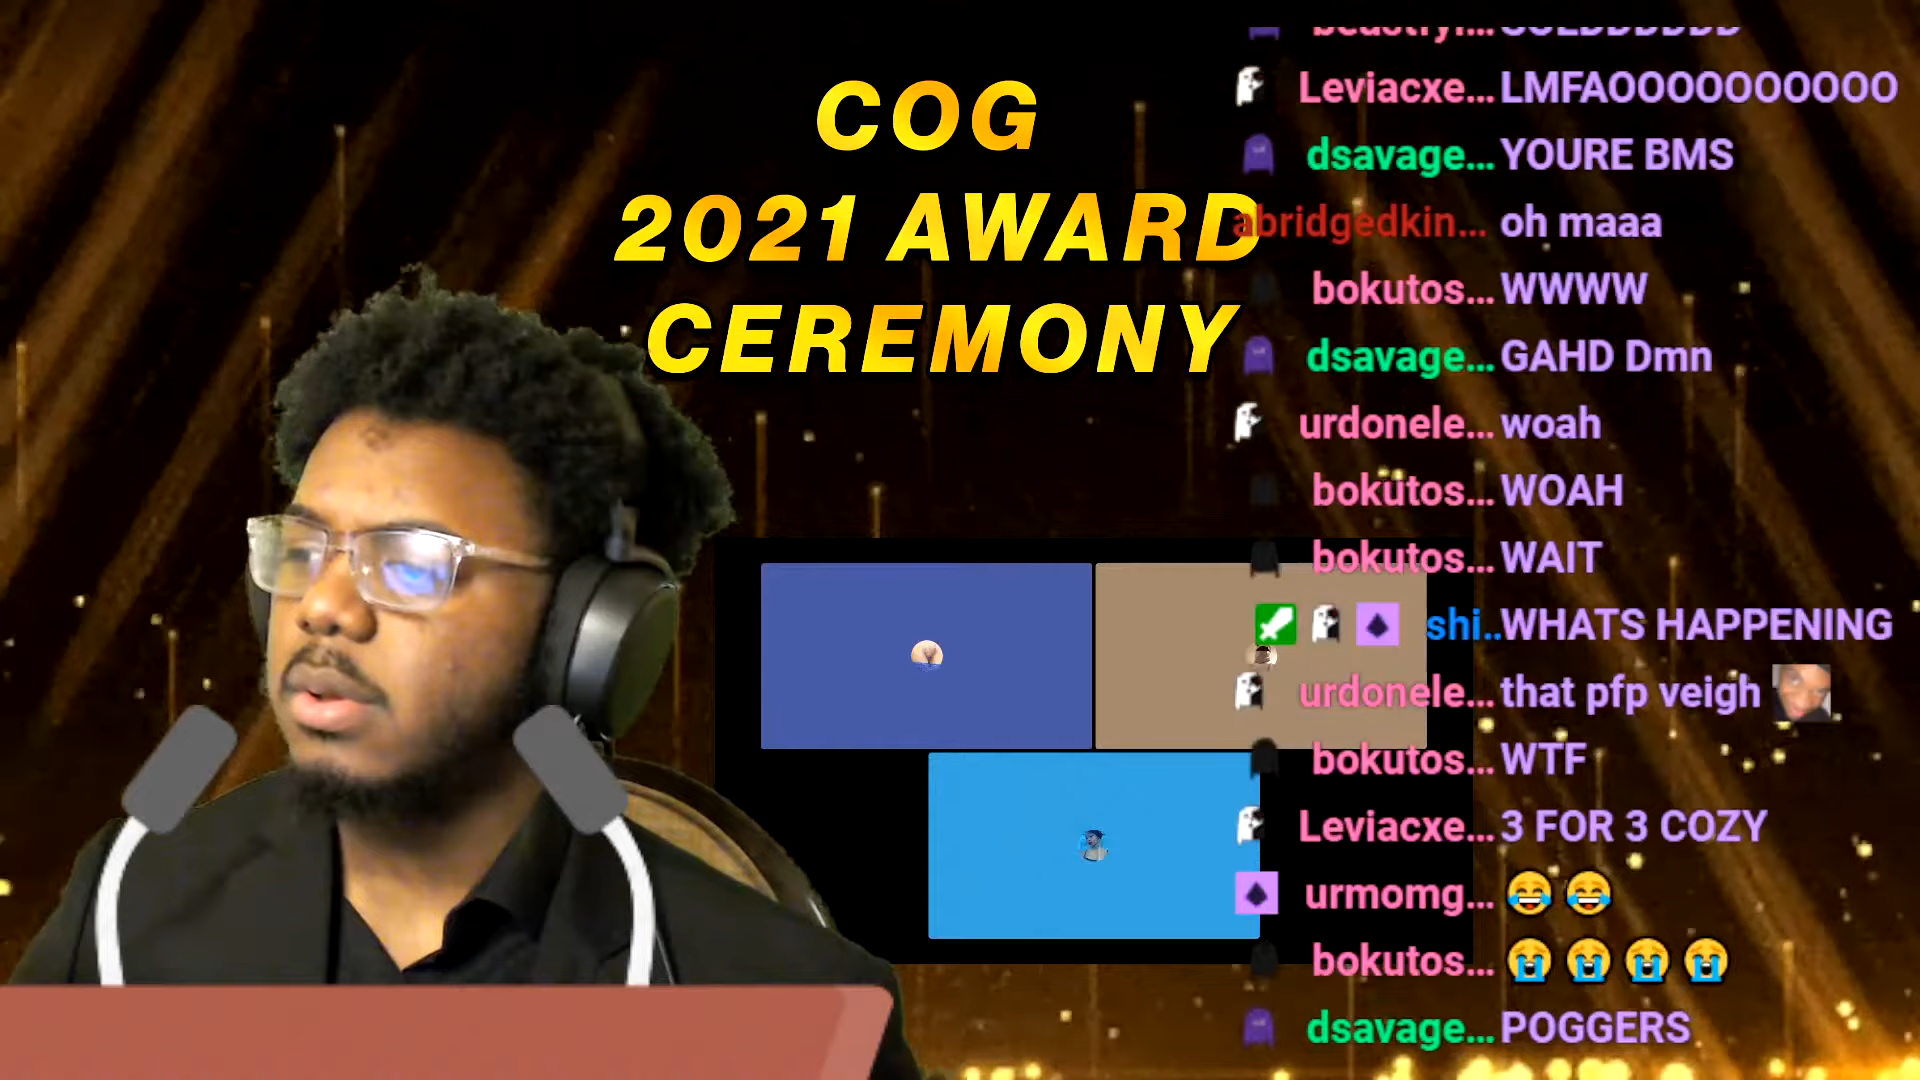 COG
2021 AWARD
CEREMONY
Leviacxe... LMFAOOOOOOOOOO
dsavage... YOURE BMS
abridgedkin... oh maaa
bokutos... WWWW
dsavage... GAHD Dmn
urdonele... woah
bokutos... WOAH
bokutos... WAIT
shi.. WHATS HAPPENING
urdonele... that pfp veigh
bokutos... WTF
Leviacxe... 3 FOR 3 COZY
urmomg... 😂 😂
bokutos... 😭 😭 😭 😭
dsavage... POGGERS